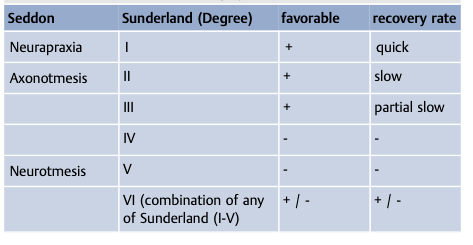 Seddon Sunderland (Degree) favorable recovery rate
Neurapraxia I + quick
Axonotmesis II + slow
III + partial slow
IV - -
Neurotmesis V - -
VI (combination of any + / - + / -
of Sunderland (I-V)